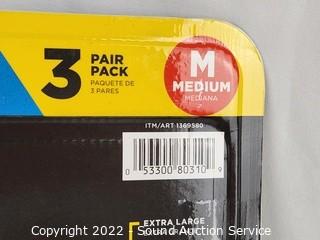 3 PAIR
PACK
PAQUETE DE
3 PARES
M
MEDIUM
MEDIANA
ITM/ART 1369580
0 53300 80310 9
EXTRA LARGE
Copyright © 2022 - Sound Auction Service